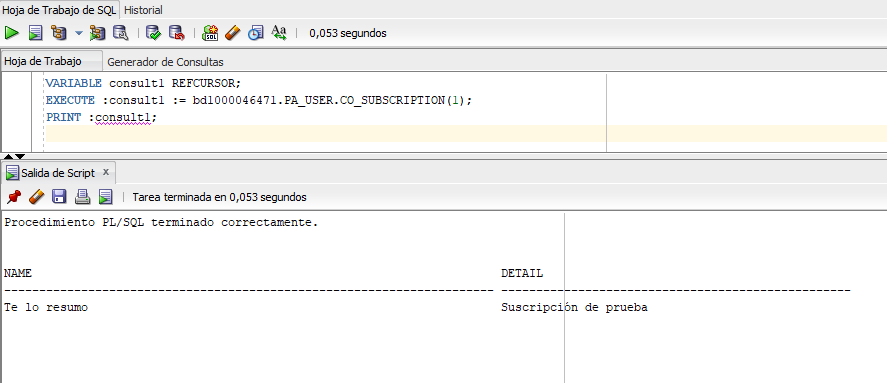 Hoja de Trabajo de SQL Historial
0,053 segundos
Hoja de Trabajo Generador de Consultas
VARIABLE consult1 REFCURSOR;
EXECUTE :consult1 := bd1000046471.PA_USER.CO_SUBSCRIPTION(1);
PRINT :consult1;
Salida de Script x
Tarea terminada en 0,053 segundos
Procedimiento PL/SQL terminado correctamente.
NAME DETAIL
Te lo resumo Suscripción de prueba